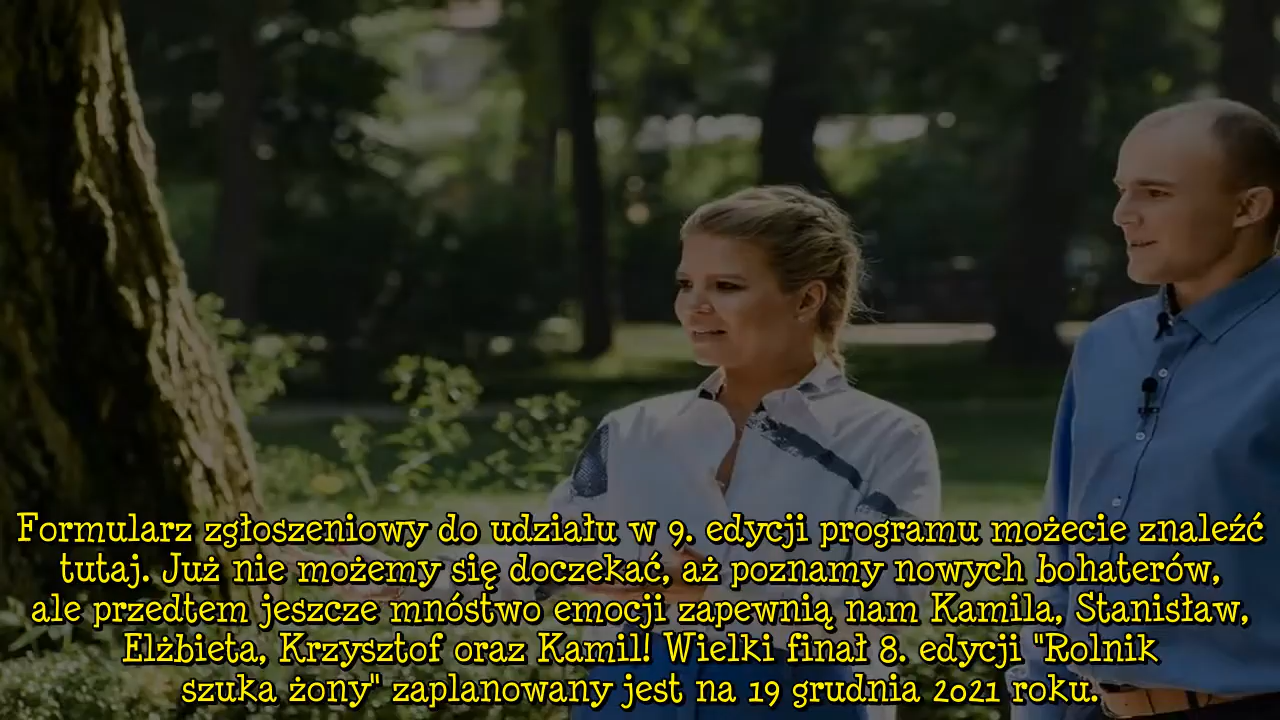 Formularz zgłoszeniowy do udziału w 9. edycji programu możecie znaleźć
tutaj. Już nie możemy się doczekać, aż poznamy nowych bohaterów,
ale przedtem jeszcze mnóstwo emocji zapewnią nam Kamila, Stanisław,
Elżbieta, Krzysztof oraz Kamil! Wielki finał 8. edycji "Rolnik
szuka żony" zaplanowany jest na 19 grudnia 2021 roku.